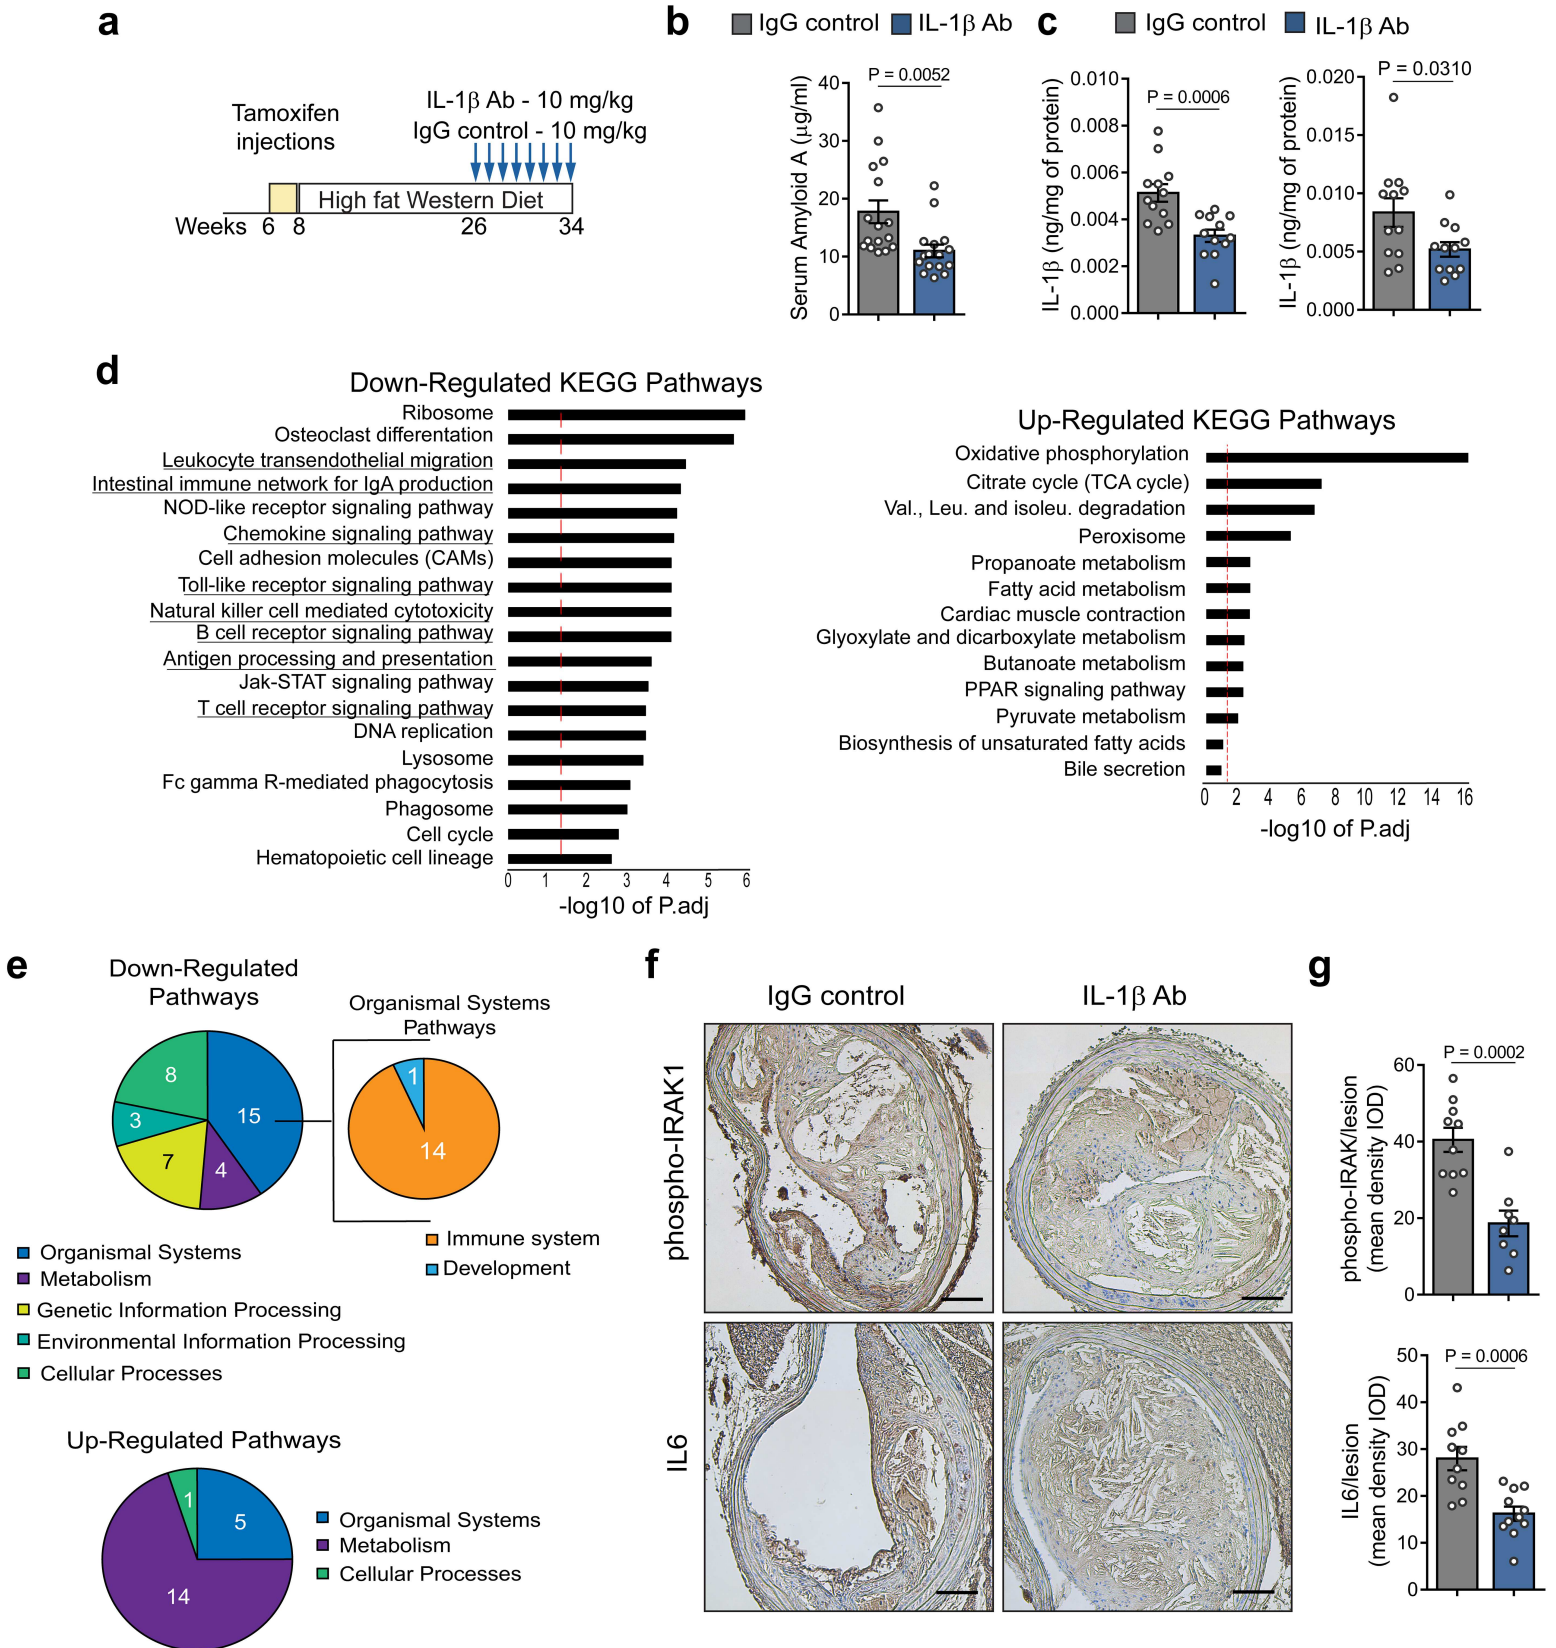 a
Tamoxifen
injections
IL-1β Ab - 10 mg/kg
IgG control - 10 mg/kg
High fat Western Diet
Weeks 6 8 26 34
b
IgG control IL-1β Ab
P = 0.0052
Serum Amyloid A (μg/ml)
40
30
20
10
0
c
IgG control IL-1β Ab
P = 0.0006
IL-1β (ng/mg of protein)
0.010
0.008
0.006
0.004
0.002
0.000
P = 0.0310
IL-1β (ng/mg of protein)
0.020
0.015
0.010
0.005
0.000
d
Down-Regulated KEGG Pathways
Ribosome
Osteoclast differentation
Leukocyte transendothelial migration
Intestinal immune network for IgA production
NOD-like receptor signaling pathway
Chemokine signaling pathway
Cell adhesion molecules (CAMs)
Toll-like receptor signaling pathway
Natural killer cell mediated cytotoxicity
B cell receptor signaling pathway
Antigen processing and presentation
Jak-STAT signaling pathway
T cell receptor signaling pathway
DNA replication
Lysosome
Fc gamma R-mediated phagocytosis
Phagosome
Cell cycle
Hematopoietic cell lineage
0 1 2 3 4 5 6
-log10 of P.adj
Up-Regulated KEGG Pathways
Oxidative phosphorylation
Citrate cycle (TCA cycle)
Val., Leu. and isoleu. degradation
Peroxisome
Propanoate metabolism
Fatty acid metabolism
Cardiac muscle contraction
Glyoxylate and dicarboxylate metabolism
Butanoate metabolism
PPAR signaling pathway
Pyruvate metabolism
Biosynthesis of unsaturated fatty acids
Bile secretion
0 2 4 6 8 10 12 14 16
-log10 of P.adj
e
Down-Regulated
Pathways
8
15
3
7
4
Organismal Systems
Pathways
1
14
Immune system
Development
Organismal Systems
Metabolism
Genetic Information Processing
Environmental Information Processing
Cellular Processes
Up-Regulated Pathways
1
5
14
Organismal Systems
Metabolism
Cellular Processes
f
IgG control IL-1β Ab
phospho-IRAK1
IL6
g
P = 0.0002
phospho-IRAK/lesion
(mean density IOD)
60
40
20
0
P = 0.0006
IL6/lesion
(mean density IOD)
50
40
30
20
10
0